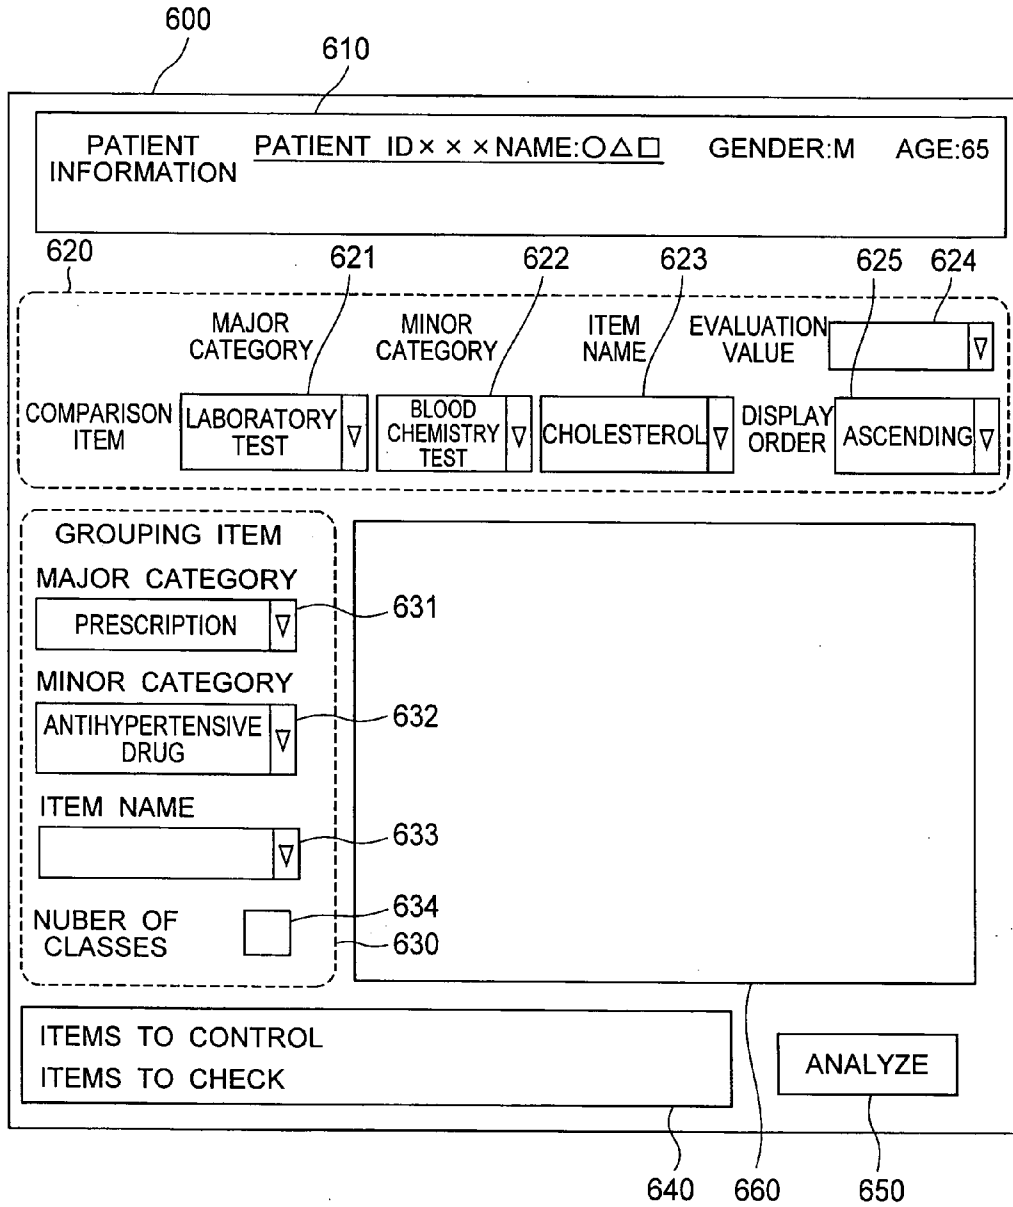 600
610
PATIENT INFORMATION
PATIENT ID×××NAME:○△□ GENDER:M AGE:65
620
621
622
623
625
624
MAJOR CATEGORY
MINOR CATEGORY
ITEM NAME
EVALUATION VALUE
COMPARISON ITEM
LABORATORY TEST
BLOOD CHEMISTRY TEST
CHOLESTEROL
DISPLAY ORDER
ASCENDING
GROUPING ITEM
MAJOR CATEGORY
PRESCRIPTION
631
MINOR CATEGORY
ANTIHYPERTENSIVE DRUG
632
ITEM NAME
633
NUBER OF CLASSES
634
630
ITEMS TO CONTROL
ITEMS TO CHECK
ANALYZE
640
660
650